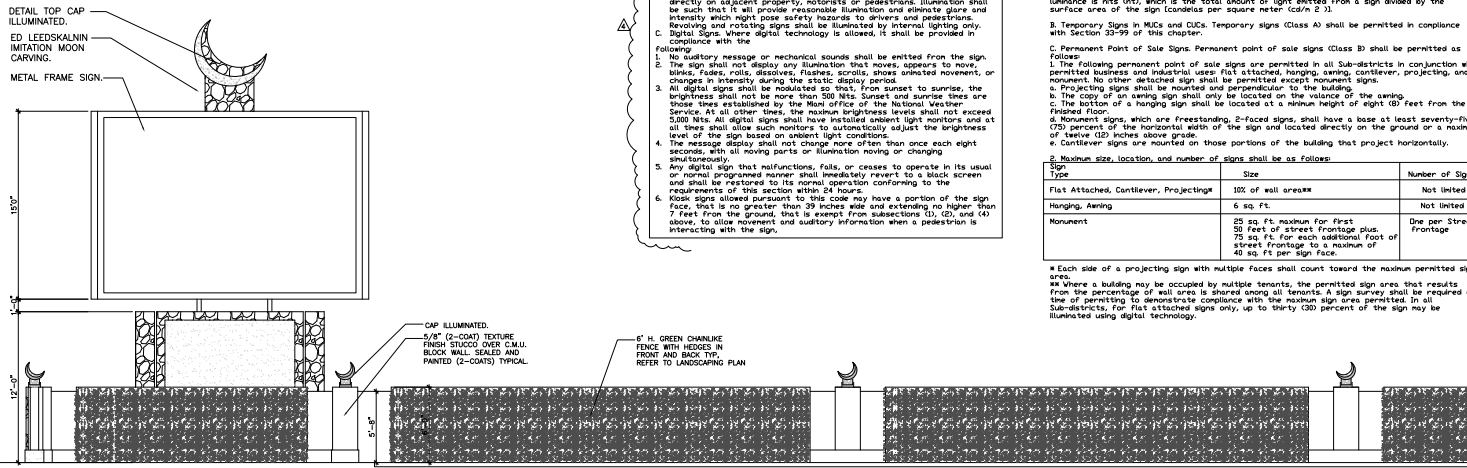 DETAIL TOP CAP
ILLUMINATED.
ED LEEDSKALNIN
IMITATION MOON
CARVING.
METAL FRAME SIGN.
15'0"
1'-0"
12'-0"
CAP ILLUMINATED.
5/8" (2-COAT) TEXTURE
FINISH STUCCO OVER C.M.U.
BLOCK WALL. SEALED AND
PAINTED (2-COATS) TYPICAL.
5'-8"
6' H. GREEN CHAINLIKE
FENCE WITH HEDGES IN
FRONT AND BACK TYP,
REFER TO LANDSCAPING PLAN
directly on adjacent property, motorists or pedestrians. Illumination shall
be such that it will provide reasonable illumination and eliminate glare and
intensity which might pose safety hazards to drivers and pedestrians.
Revolving and rotating signs shall be illuminated by internal lighting only.
C. Digital Signs. Where digital technology is allowed, it shall be provided in
compliance with the
following:
1. No auditory message or mechanical sounds shall be emitted from the sign.
2. The sign shall not display any illumination that moves, appears to move,
blinks, fades, rolls, dissolves, flashes, scrolls, shows animated movement, or
changes in intensity during the static display period.
3. All digital signs shall be modulated so that, from sunset to sunrise, the
brightness shall not be more than 500 Nits. Sunset and sunrise times are
those times established by the Miami office of the National Weather
Service. At all other times, the maximum brightness levels shall not exceed
5,000 Nits. All digital signs shall have installed ambient light monitors and at
all times shall allow such monitors to automatically adjust the brightness
level of the sign based on ambient light conditions.
4. The message display shall not change more often than once each eight
seconds, with all moving parts or illumination moving or changing
simultaneously.
5. Any digital sign that malfunctions, fails, or ceases to operate in its usual
or normal programmed manner shall immediately revert to a black screen
and shall be restored to its normal operation conforming to the
requirements of this section within 24 hours.
6. Kiosk signs allowed pursuant to this code may have a portion of the sign
face, that is no greater than 39 inches wide and extending no higher than
7 feet from the ground, that is exempt from subsections (1), (2), and (4)
above, to allow movement and auditory information when a pedestrian is
interacting with the sign,
luminance is nits (nt), which is the total amount of light emitted from a sign divided by the
surface area of the sign [candelas per square meter (cd/m 2 )].
B. Temporary Signs in MUCs and CUCs. Temporary signs (Class A) shall be permitted in compliance
with Section 33-99 of this chapter.
C. Permanent Point of Sale Signs. Permanent point of sale signs (Class B) shall be permitted as
follows:
1. The following permanent point of sale signs are permitted in all Sub-districts in conjunction wi
permitted business and industrial uses: flat attached, hanging, awning, cantilever, projecting, and
monument. No other detached sign shall be permitted except monument signs.
a. Projecting signs shall be mounted and perpendicular to the building.
b. The copy of an awning sign shall only be located on the valance of the awning.
c. The bottom of a hanging sign shall be located at a minimum height of eight (8) feet from the
finished floor.
d. Monument signs, which are freestanding, 2-faced signs, shall have a base at least seventy-fiv
(75) percent of the horizontal width of the sign and located directly on the ground or a maxim
of twelve (12) inches above grade.
e. Cantilever signs are mounted on those portions of the building that project horizontally.
2. Maximum size, location, and number of signs shall be as follows:
Sign
Type Size Number of Sig
Flat Attached, Cantilever, Projecting* 10% of wall area** Not limited
Hanging, Awning 6 sq. ft. Not limited
Monument 25 sq. ft. maximum for first One per Stree
50 feet of street frontage plus. frontage
75 sq. ft. for each additional foot of
street frontage to a maximum of
40 sq. ft per sign face.
* Each side of a projecting sign with multiple faces shall count toward the maximum permitted sig
area.
** Where a building may be occupied by multiple tenants, the permitted sign area that results
from the percentage of wall area is shared among all tenants. A sign survey shall be required a
time of permitting to demonstrate compliance with the maximum sign area permitted. In all
Sub-districts, for flat attached signs only, up to thirty (30) percent of the sign may be
illuminated using digital technology.